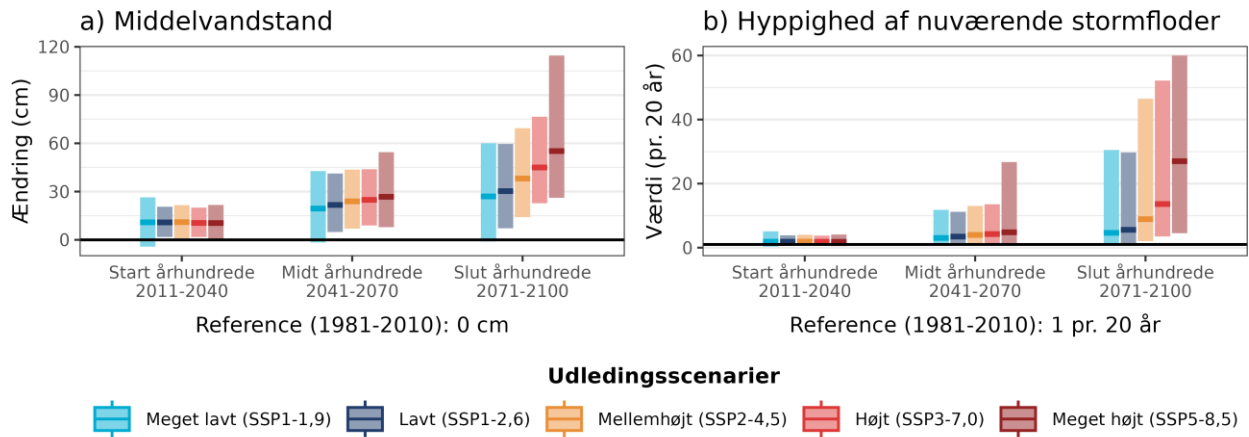 a) Middelvandstand
Ændring (cm)
120
90
60
30
0
Start århundrede
2011-2040
Midt århundrede
2041-2070
Slut århundrede
2071-2100
Reference (1981-2010): 0 cm
b) Hyppighed af nuværende stormfloder
Værdi (pr. 20 år)
60
40
20
0
Start århundrede
2011-2040
Midt århundrede
2041-2070
Slut århundrede
2071-2100
Reference (1981-2010): 1 pr. 20 år
Udledingsscenarier
Meget lavt (SSP1-1,9)
Lavt (SSP1-2,6)
Mellemhøjt (SSP2-4,5)
Højt (SSP3-7,0)
Meget højt (SSP5-8,5)